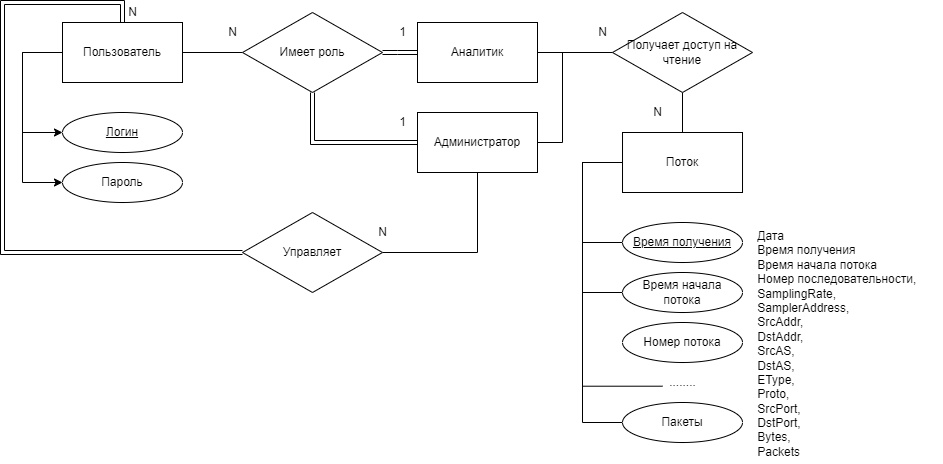 N
Пользователь
N
Имеет роль
1
Аналитик
N
Получает доступ на
чтение
1
Администратор
N
Поток
Логин
Пароль
Управляет
N
Время получения
Время начала
потока
Номер потока
........
Пакеты
Дата
Время получения
Время начала потока
Номер последовательности,
SamplingRate,
SamplerAddress,
SrcAddr,
DstAddr,
SrcAS,
DstAS,
EType,
Proto,
SrcPort,
DstPort,
Bytes,
Packets